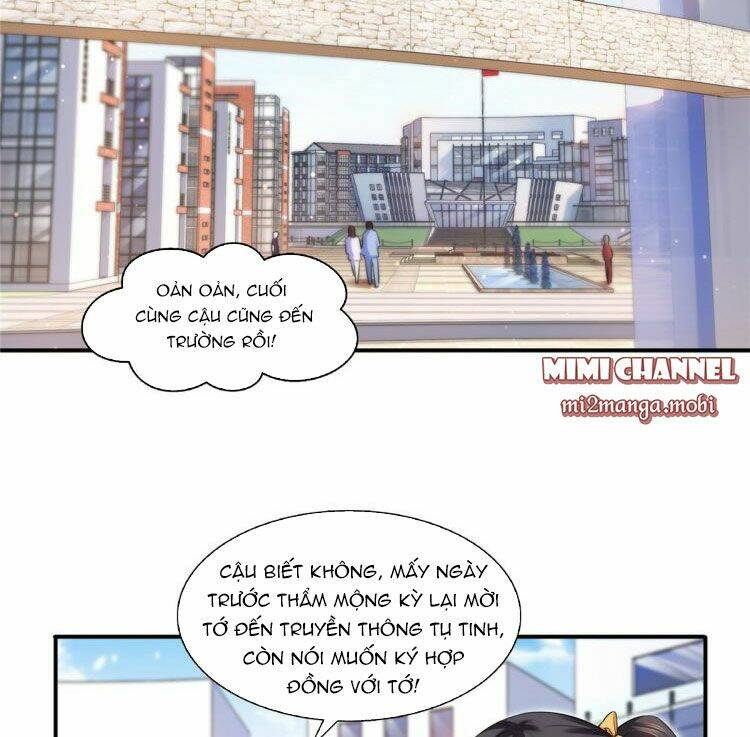 OẢN OẢN, CUỐI
CÙNG CẬU CŨNG ĐẾN
TRƯỜNG RỒI!
MIMI CHANNEL
mi2manga.mobi
CẬU BIẾT KHÔNG, MẤY NGÀY
TRƯỚC THẨM MỘNG KỲ LẠI MỜI
TỚ ĐẾN TRUYỀN THÔNG TỤ TINH,
CÒN NÓI MUỐN KÝ HỢP
ĐỒNG VỚI TỚ!